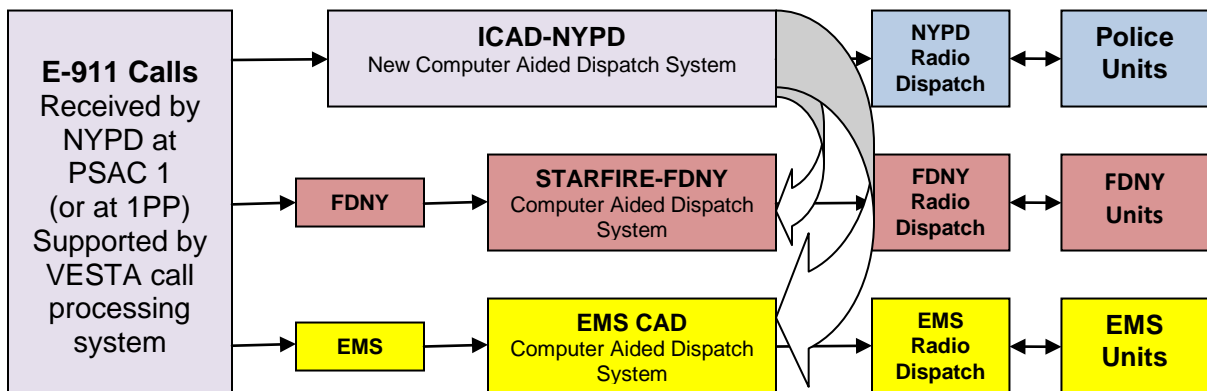 E-911 Calls
Received by
NYPD at
PSAC 1
(or at 1PP)
Supported by
VESTA call
processing
system
ICAD-NYPD
New Computer Aided Dispatch System
NYPD
Radio
Dispatch
Police
Units
FDNY
STARFIRE-FDNY
Computer Aided Dispatch
System
FDNY
Radio
Dispatch
FDNY
Units
EMS
EMS CAD
Computer Aided Dispatch
System
EMS
Radio
Dispatch
EMS
Units